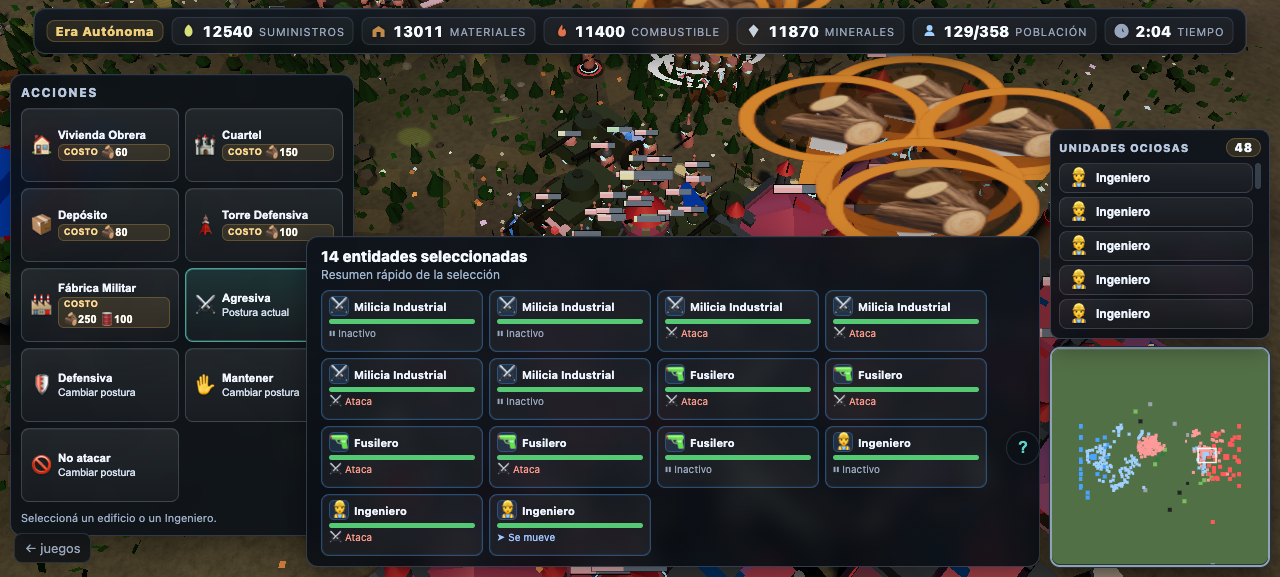 Era Autónoma
12540 SUMINISTROS
13011 MATERIALES
11400 COMBUSTIBLE
11870 MINERALES
129/358 POBLACIÓN
2:04 TIEMPO
ACCIONES
Vivienda Obrera
COSTO 60
Cuartel
COSTO 150
Depósito
COSTO 80
Torre Defensiva
COSTO 100
Fábrica Militar
COSTO
250 100
Agresiva
Postura actual
Defensiva
Cambiar postura
Mantener
Cambiar postura
No atacar
Cambiar postura
Seleccioná un edificio o un Ingeniero.
← juegos
14 entidades seleccionadas
Resumen rápido de la selección
Milicia Industrial
Inactivo
Milicia Industrial
Inactivo
Milicia Industrial
Ataca
Milicia Industrial
Ataca
Milicia Industrial
Ataca
Milicia Industrial
Inactivo
Fusilero
Ataca
Fusilero
Ataca
Fusilero
Ataca
Fusilero
Ataca
Fusilero
Inactivo
Ingeniero
Inactivo
Ingeniero
Ataca
Ingeniero
Se mueve
?
UNIDADES OCIOSAS 48
Ingeniero
Ingeniero
Ingeniero
Ingeniero
Ingeniero